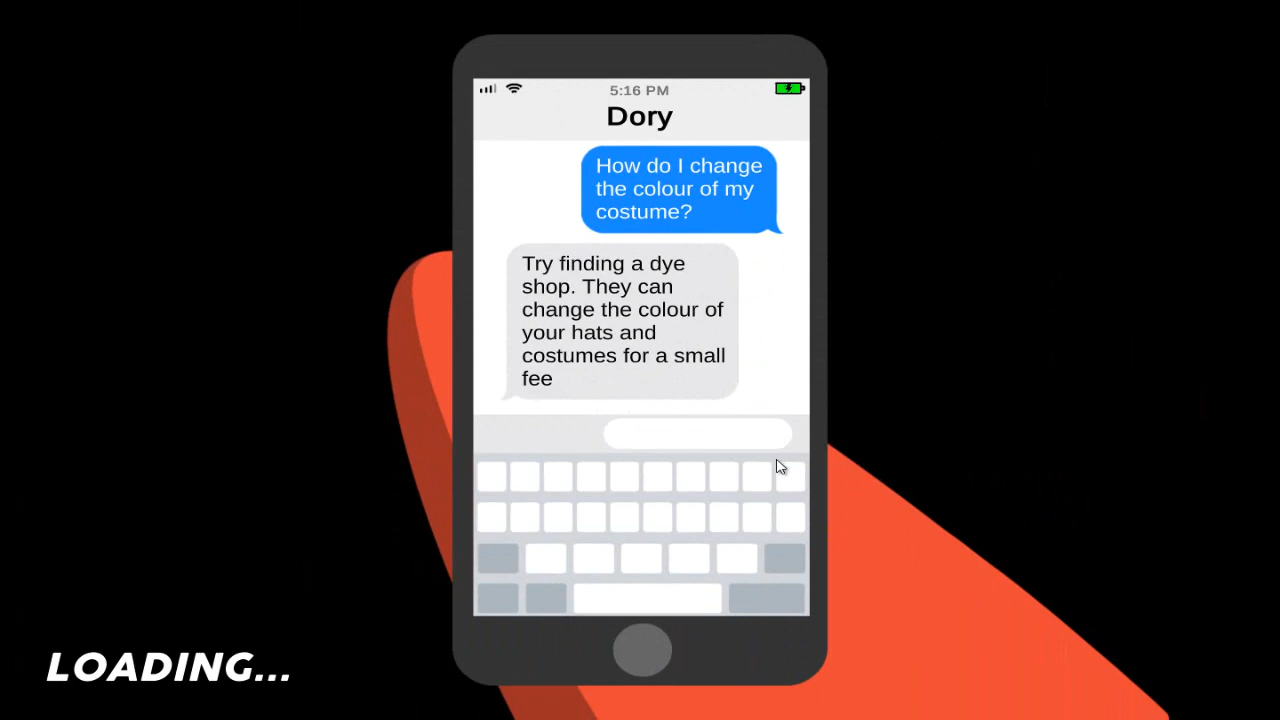 5:16 PM
Dory
How do I change
the colour of my
costume?
Try finding a dye
shop. They can
change the colour of
your hats and
costumes for a small
fee
LOADING...